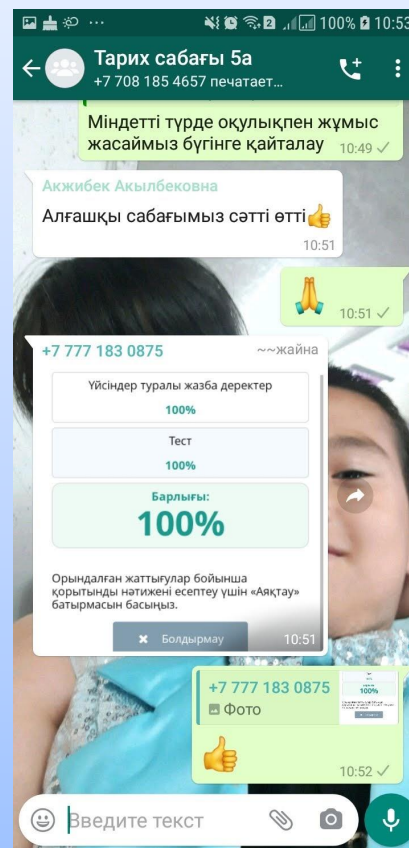 100% 10:53
Тарих сабағы 5а
+7 708 185 4657 печатает...
Міндетті түрде оқулықпен жұмыс
жасаймыз бүгінге қайталау 10:49
Акжибек Акылбековна
Алғашқы сабағымыз сәтті өтті👍
10:51
🙏 10:51
+7 777 183 0875 ~~жайна
Үйсіндер туралы жазба деректер
100%
Тест
100%
Барлығы:
100%
Орындалған жаттығулар бойынша
қорытынды нәтижені есептеу үшін «Аяқтау»
батырмасын басыңыз.
× Болдырмау 10:51
+7 777 183 0875
Фото
100%
👍 10:52
Введите текст